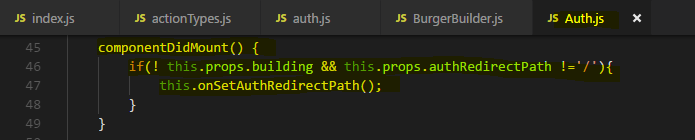 JS index.js JS actionTypes.js JS auth.js JS BurgerBuilder.js JS Auth.js ×
45 componentDidMount() {
46 if(! this.props.building && this.props.authRedirectPath !='/'){
47 this.onSetAuthRedirectPath();
48 }
49 }